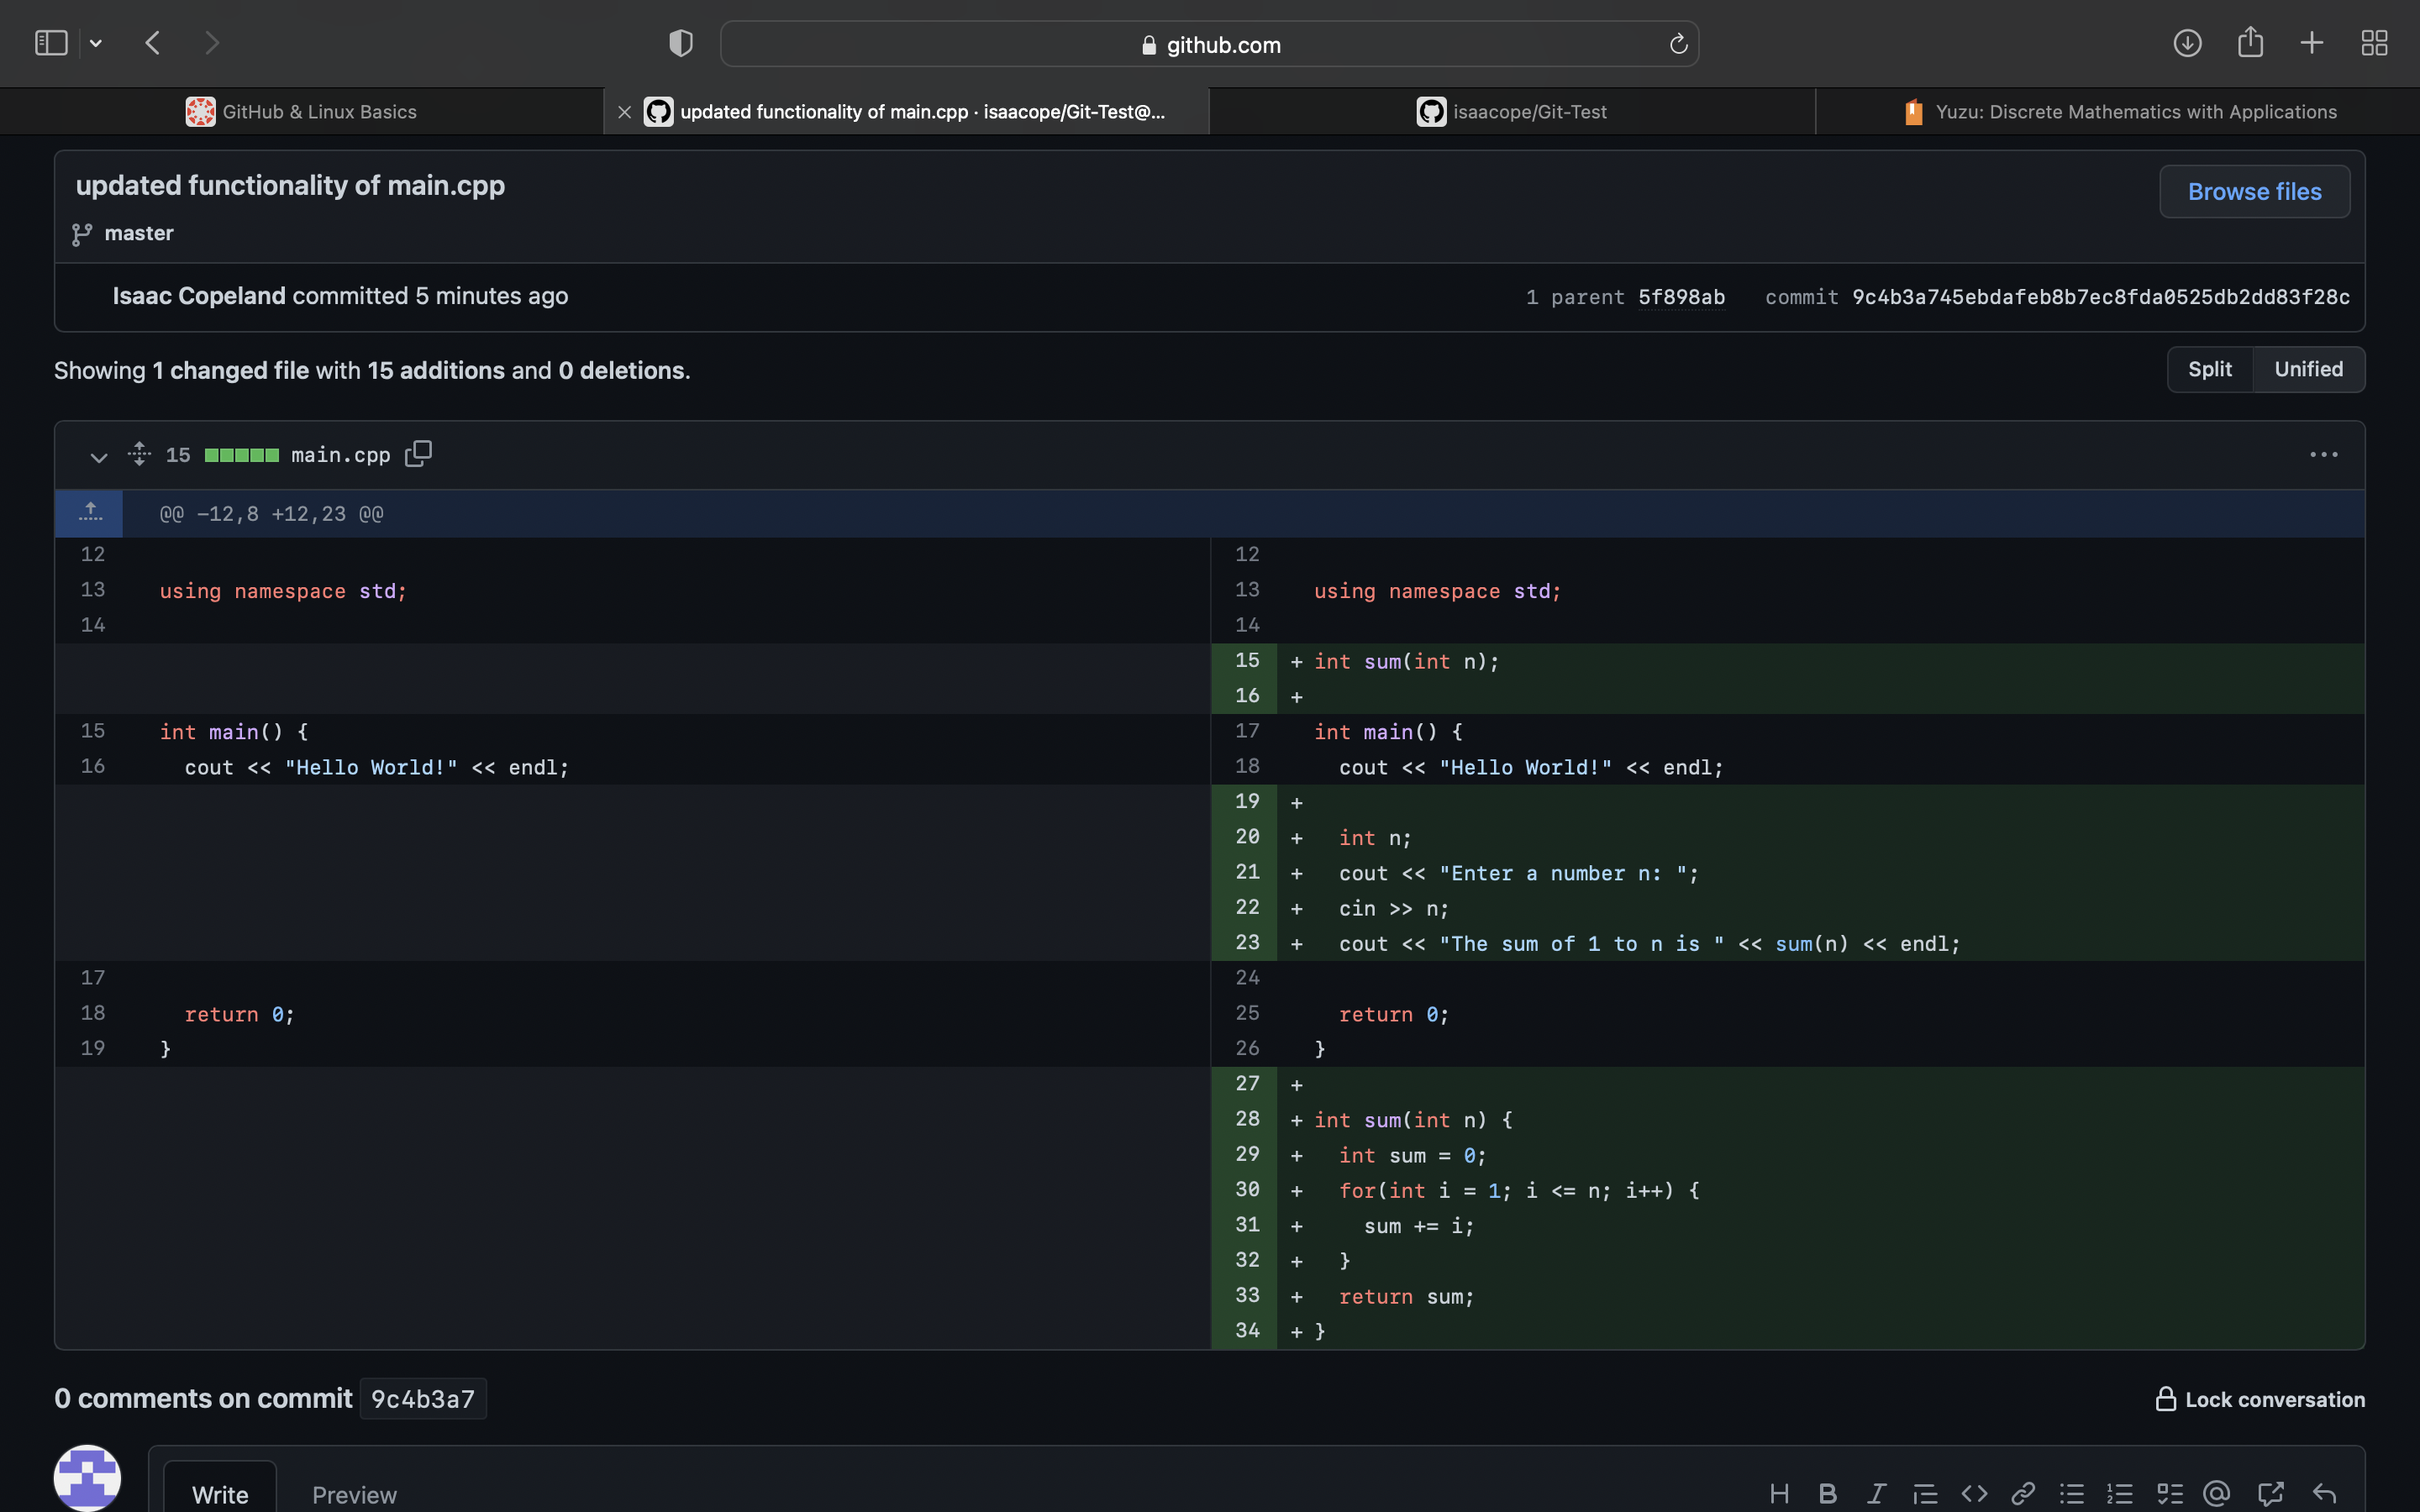 github.com
GitHub & Linux Basics
updated functionality of main.cpp · isaacope/Git-Test@...
isaacope/Git-Test
Yuzu: Discrete Mathematics with Applications
updated functionality of main.cpp
Browse files
master
Isaac Copeland committed 5 minutes ago
1 parent 5f898ab commit 9c4b3a745ebdafeb8b7ec8fda0525db2dd83f28c
Showing 1 changed file with 15 additions and 0 deletions.
Split Unified
15 main.cpp
@@ -12,8 +12,23 @@
12 12
13 using namespace std; 13 using namespace std;
14 14
15 + int sum(int n);
16 +
15 int main() { 17 int main() {
16 cout << "Hello World!" << endl; 18 cout << "Hello World!" << endl;
19 +
20 + int n;
21 + cout << "Enter a number n: ";
22 + cin >> n;
23 + cout << "The sum of 1 to n is " << sum(n) << endl;
17 24
18 return 0; 25 return 0;
19 } 26 }
27 +
28 + int sum(int n) {
29 + int sum = 0;
30 + for(int i = 1; i <= n; i++) {
31 + sum += i;
32 + }
33 + return sum;
34 + }
0 comments on commit 9c4b3a7
Lock conversation
Write Preview